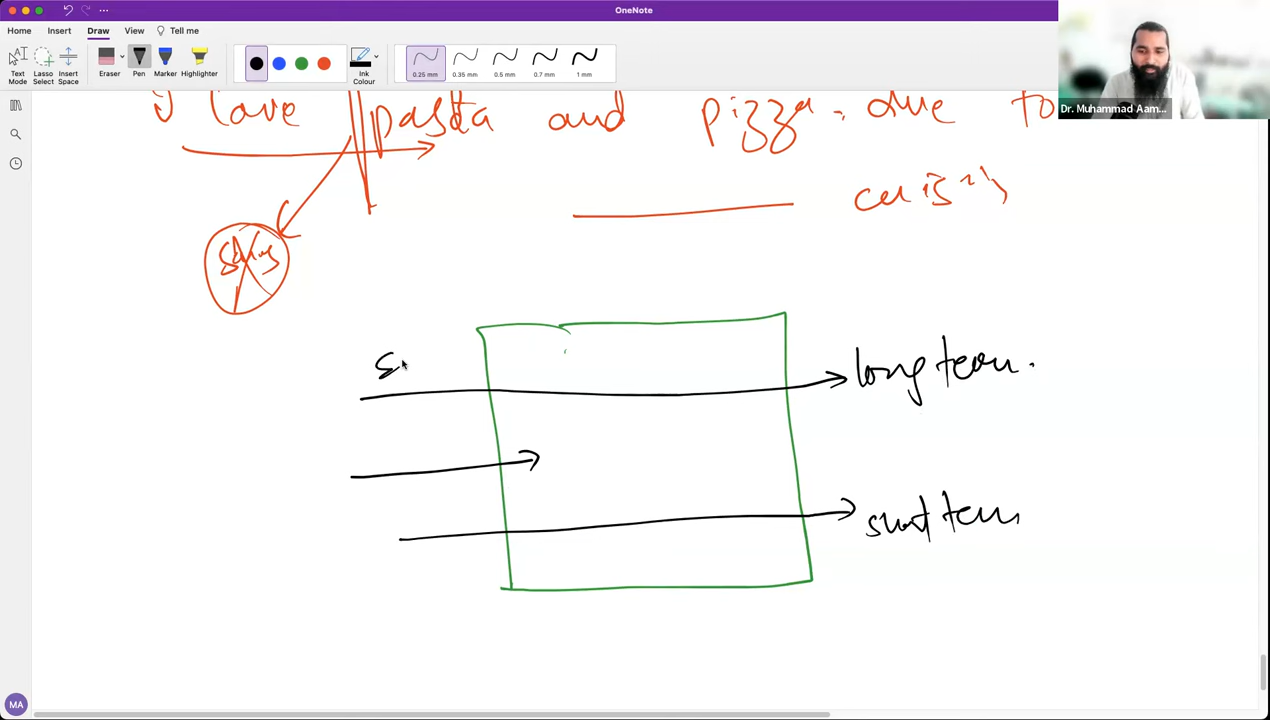 OneNote
Home Insert Draw View Tell me
Text Mode Lasso Select Insert Space Eraser Pen Marker Highlighter Ink Colour 0.25 mm 0.35 mm 0.5 mm 0.7 mm 1 mm
Dr. Muhammad Aam...
i love pasta and pizza. due to
long term.
short term
MA